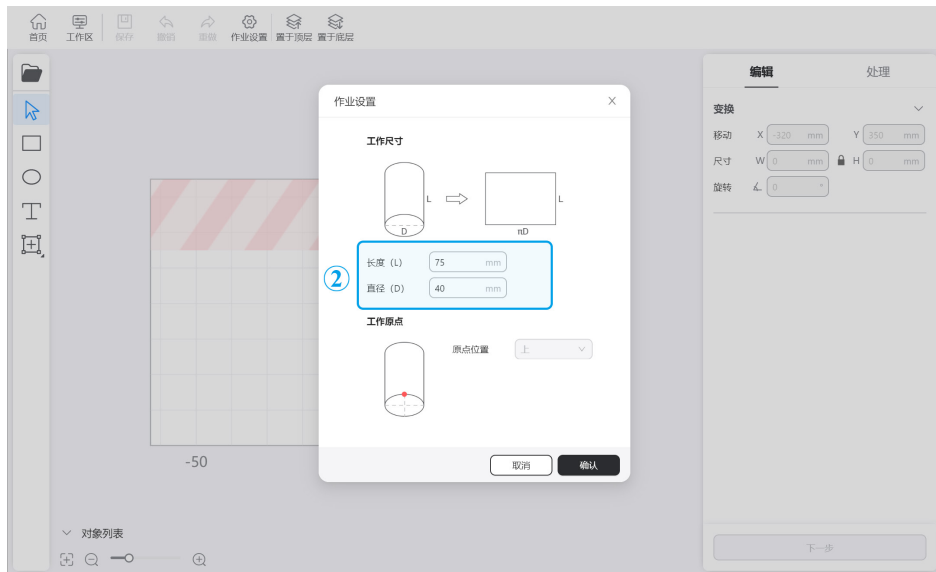 首页 工作区 保存 撤销 重做 作业设置 置于顶层 置于底层
编辑 处理
作业设置 X
变换
工作尺寸
移动 X -320 mm Y 350 mm
尺寸 W 0 mm H 0 mm
旋转 0 °
L L
D πD
② 长度 (L) 75 mm
直径 (D) 40 mm
工作原点
原点位置 上
-50
取消 确认
对象列表
下一步